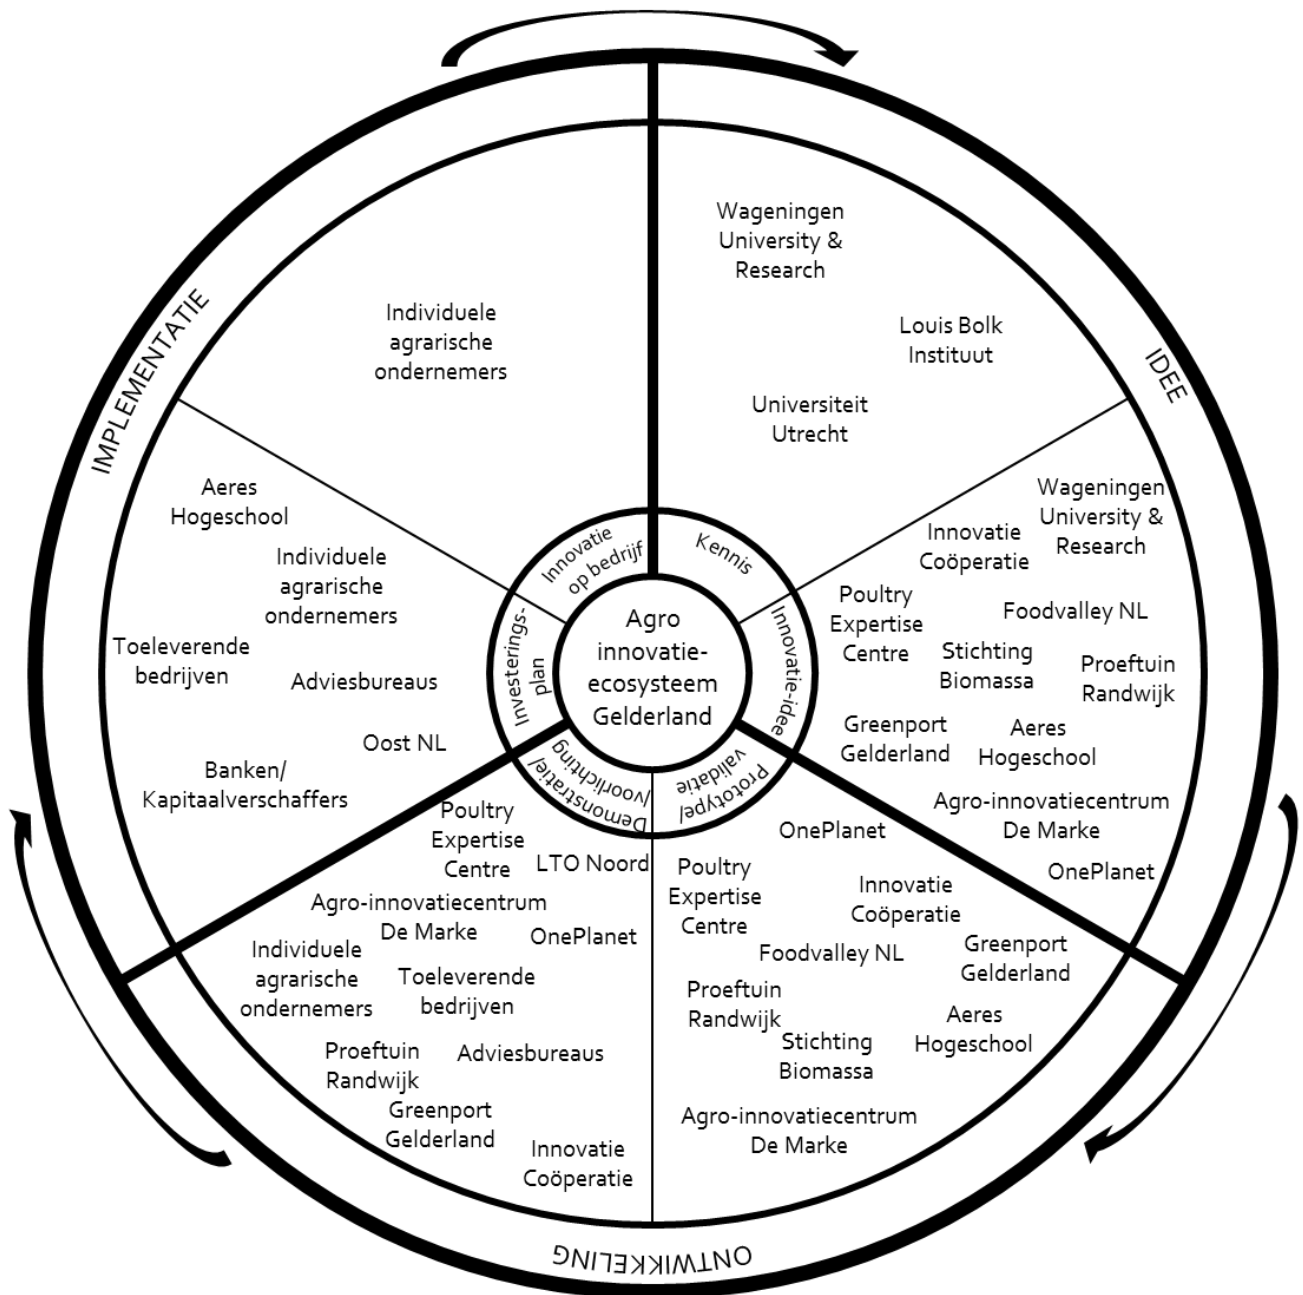 Agro
innovatie-
ecosysteem
Gelderland
IDEE
Kennis
Wageningen
University &
Research
Louis Bolk
Instituut
Universiteit
Utrecht
Innovatie-idee
Wageningen
University &
Research
Innovatie
Coöperatie
Poultry
Expertise
Centre
Foodvalley NL
Stichting
Biomassa
Proeftuin
Randwijk
Greenport
Gelderland
Aeres
Hogeschool
Agro-innovatiecentrum
De Marke
OnePlanet
ONTWIKKELING
Prototype/
validatie
OnePlanet
Poultry
Expertise
Centre
Innovatie
Coöperatie
Foodvalley NL
Greenport
Gelderland
Proeftuin
Randwijk
Aeres
Hogeschool
Stichting
Biomassa
Agro-innovatiecentrum
De Marke
Demonstratie/
voorlichting
Poultry
Expertise
Centre
LTO Noord
Agro-innovatiecentrum
De Marke
OnePlanet
Individuele
agrarische
ondernemers
Toeleverende
bedrijven
Proeftuin
Randwijk
Adviesbureaus
Greenport
Gelderland
Innovatie
Coöperatie
IMPLEMENTATIE
Investerings-
plan
Aeres
Hogeschool
Individuele
agrarische
ondernemers
Toeleverende
bedrijven
Adviesbureaus
Oost NL
Banken/
Kapitaalverschaffers
Innovatie
op bedrijf
Individuele
agrarische
ondernemers